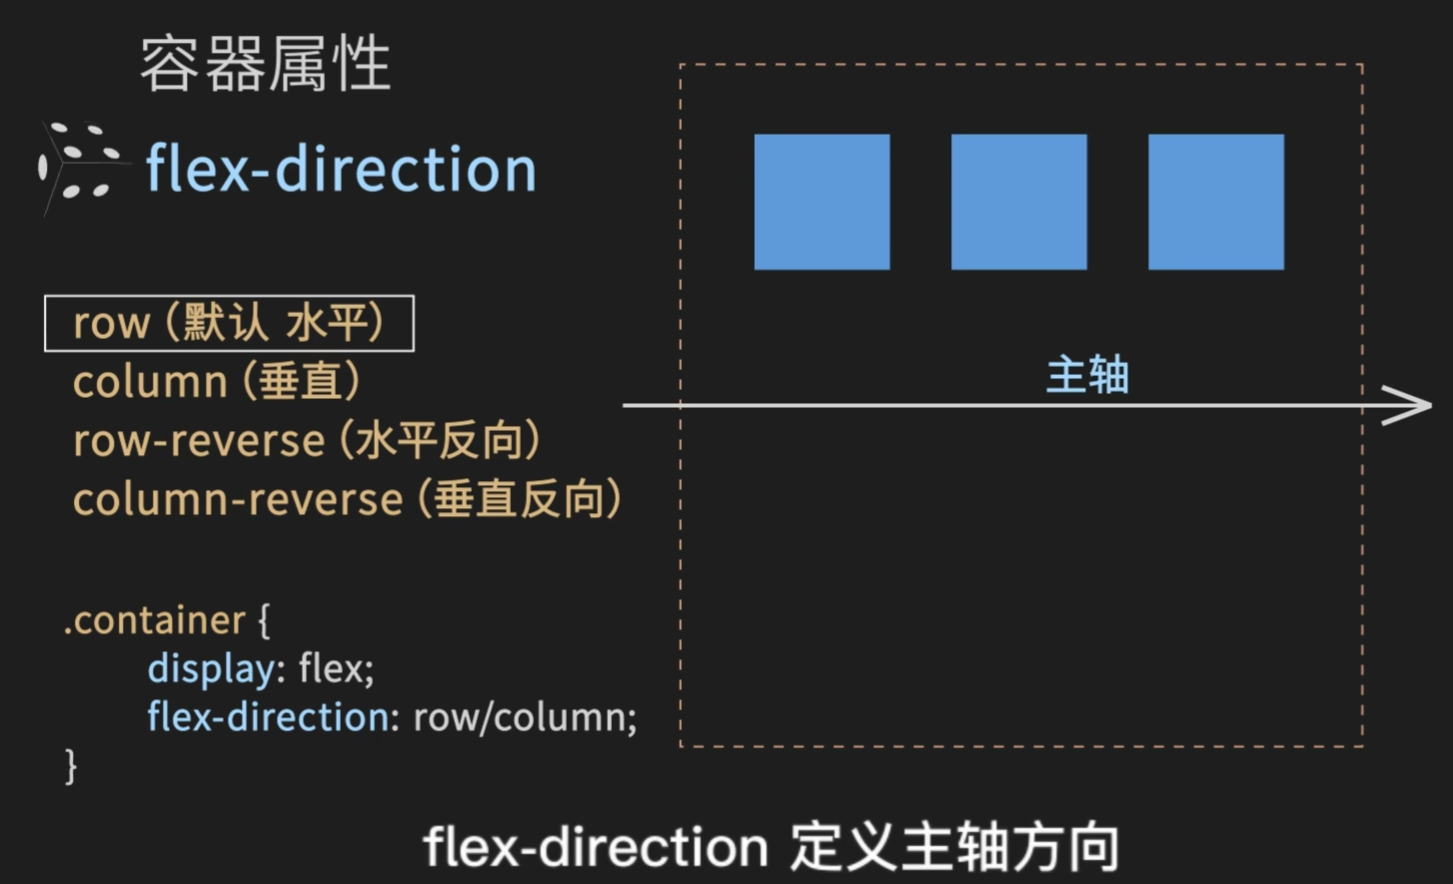 容器属性
flex-direction
row（默认 水平）
column（垂直）
row-reverse（水平反向）
column-reverse（垂直反向）
主轴
.container {
display: flex;
flex-direction: row/column;
}
flex-direction 定义主轴方向